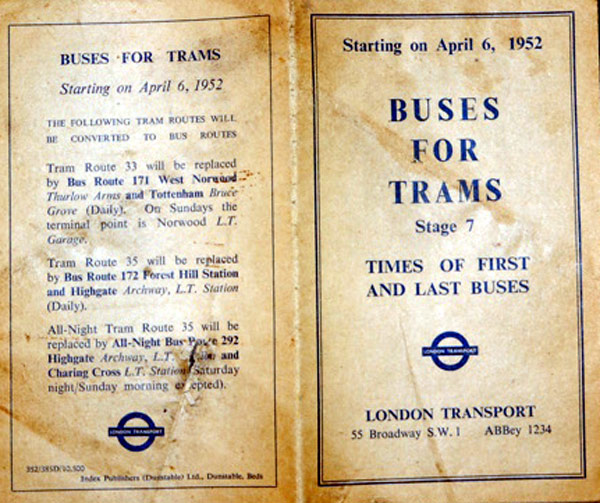 BUSES FOR TRAMS
Starting on April 6, 1952
THE FOLLOWING TRAM ROUTES WILL
BE CONVERTED TO BUS ROUTES
Tram Route 33 will be replaced
by Bus Route 171 West Norwood
Thurlow Arms and Tottenham Bruce
Grove (Daily). On Sundays the
terminal point is Norwood L.T.
Garage.
Tram Route 35 will be replaced
by Bus Route 172 Forest Hill Station
and Highgate Archway, L.T. Station
(Daily).
All-Night Tram Route 35 will be
replaced by All-Night Bus Route 292
Highgate Archway, L.T. and
Charing Cross L.T. Station (Saturday
night/Sunday morning excepted).
LONDON TRANSPORT
352/385D/10,500
Index Publishers (Dunstable) Ltd., Dunstable, Beds
Starting on April 6, 1952
BUSES
FOR
TRAMS
Stage 7
TIMES OF FIRST
AND LAST BUSES
LONDON TRANSPORT
LONDON TRANSPORT
55 Broadway S.W.1 ABBey 1234